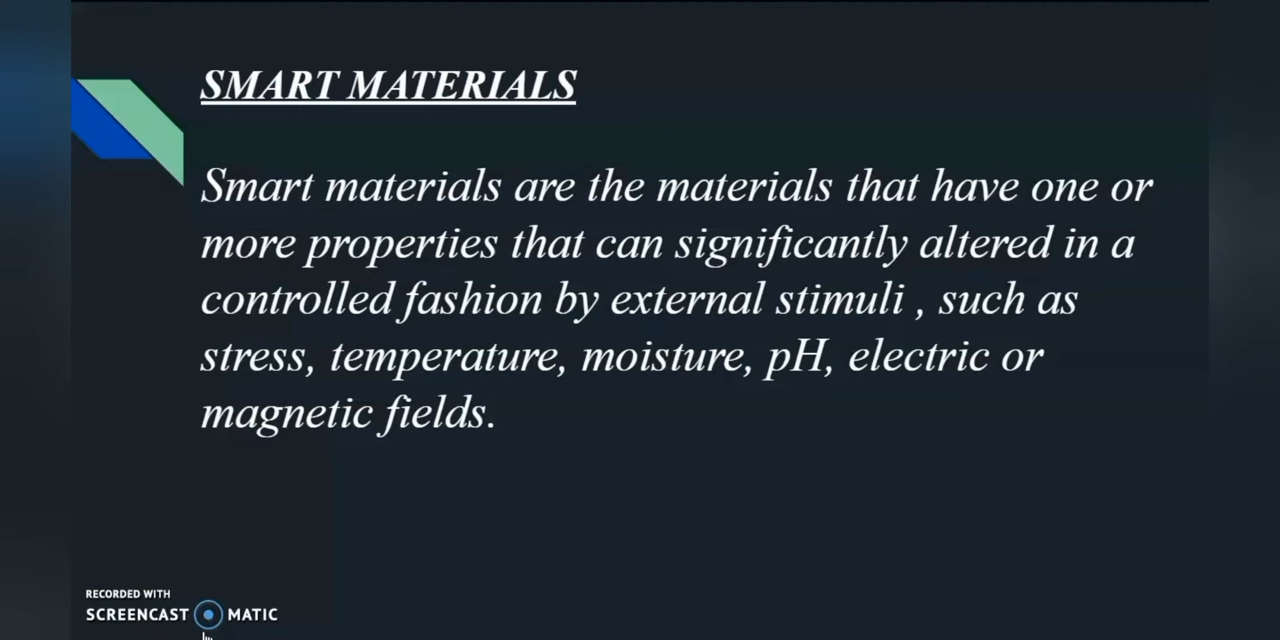 SMART MATERIALS
Smart materials are the materials that have one or
more properties that can significantly altered in a
controlled fashion by external stimuli , such as
stress, temperature, moisture, pH, electric or
magnetic fields.
RECORDED WITH
SCREENCAST MATIC